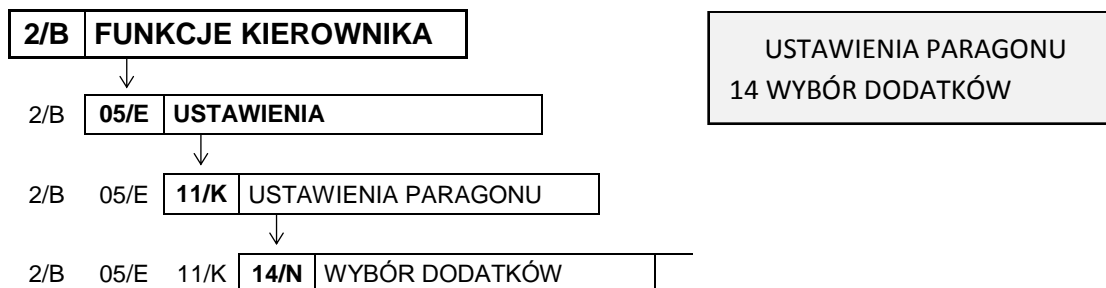 2/B FUNKCJE KIEROWNIKA
2/B 05/E USTAWIENIA
2/B 05/E 11/K USTAWIENIA PARAGONU
2/B 05/E 11/K 14/N WYBÓR DODATKÓW
USTAWIENIA PARAGONU
14 WYBÓR DODATKÓW